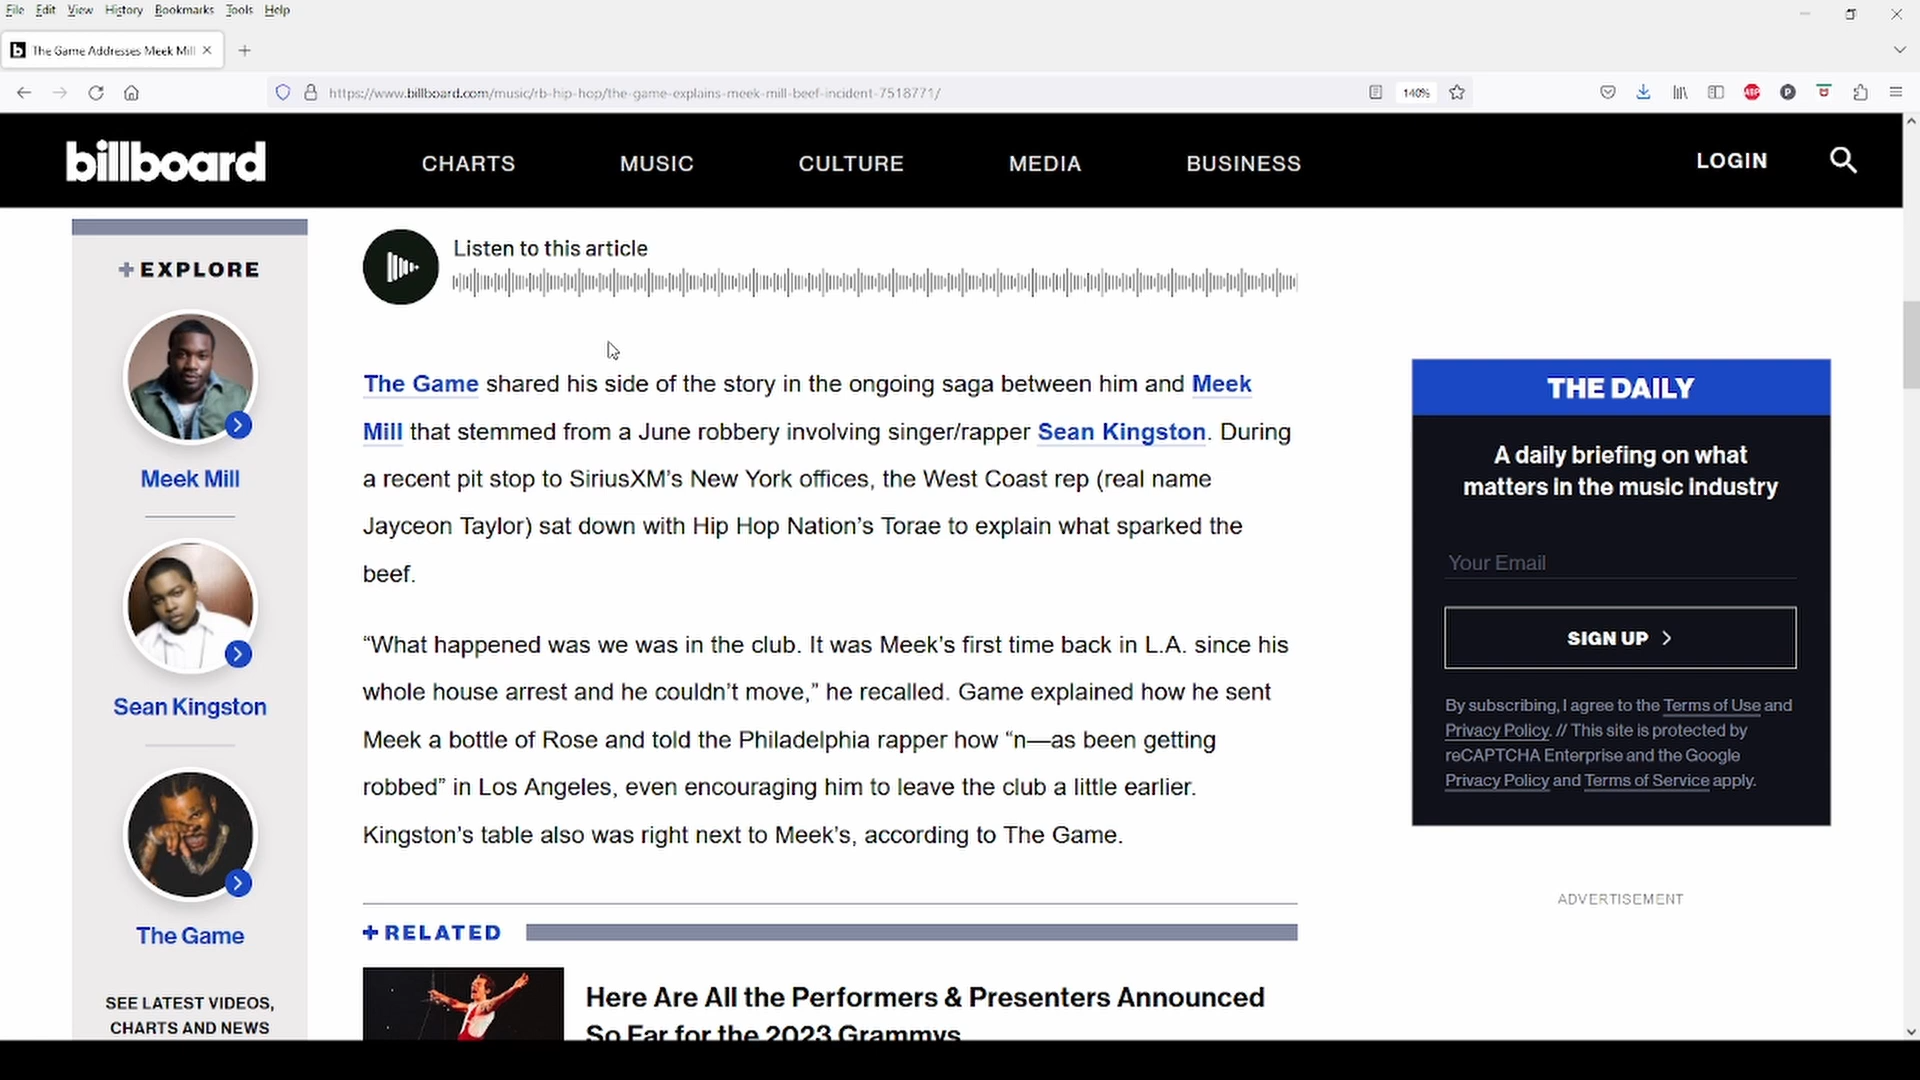 File Edit View History Bookmarks Tools Help
The Game Addresses Meek Mill
https://www.billboard.com/music/rb-hip-hop/the-game-explains-meek-mill-beef-incident-7518771/
140%
ABP
billboard
CHARTS MUSIC CULTURE MEDIA BUSINESS
LOGIN
+ EXPLORE
Meek Mill
Sean Kingston
The Game
SEE LATEST VIDEOS,
CHARTS AND NEWS
Listen to this article
The Game shared his side of the story in the ongoing saga between him and Meek
Mill that stemmed from a June robbery involving singer/rapper Sean Kingston. During
a recent pit stop to SiriusXM’s New York offices, the West Coast rep (real name
Jayceon Taylor) sat down with Hip Hop Nation’s Torae to explain what sparked the
beef.
“What happened was we was in the club. It was Meek’s first time back in L.A. since his
whole house arrest and he couldn’t move,” he recalled. Game explained how he sent
Meek a bottle of Rose and told the Philadelphia rapper how “n—as been getting
robbed” in Los Angeles, even encouraging him to leave the club a little earlier.
Kingston’s table also was right next to Meek’s, according to The Game.
+ RELATED
Here Are All the Performers & Presenters Announced
So Far for the 2023 Grammys
THE DAILY
A daily briefing on what
matters in the music industry
Your Email
SIGN UP
By subscribing, I agree to the Terms of Use and
Privacy Policy. // This site is protected by
reCAPTCHA Enterprise and the Google
Privacy Policy and Terms of Service apply.
ADVERTISEMENT